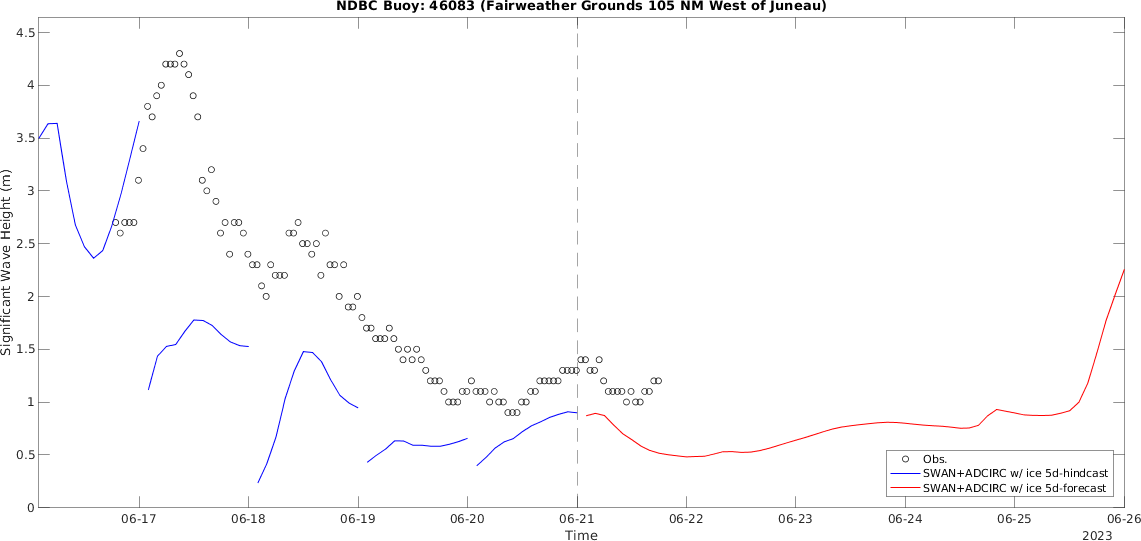 NDBC Buoy: 46083 (Fairweather Grounds 105 NM West of Juneau)
4.5
4
3.5
3
2.5
2
1.5
1
0.5
0
Significant Wave Height (m)
Obs.
SWAN+ADCIRC w/ ice 5d-hindcast
SWAN+ADCIRC w/ ice 5d-forecast
06-17 06-18 06-19 06-20 06-21 06-22 06-23 06-24 06-25 06-26
Time
2023